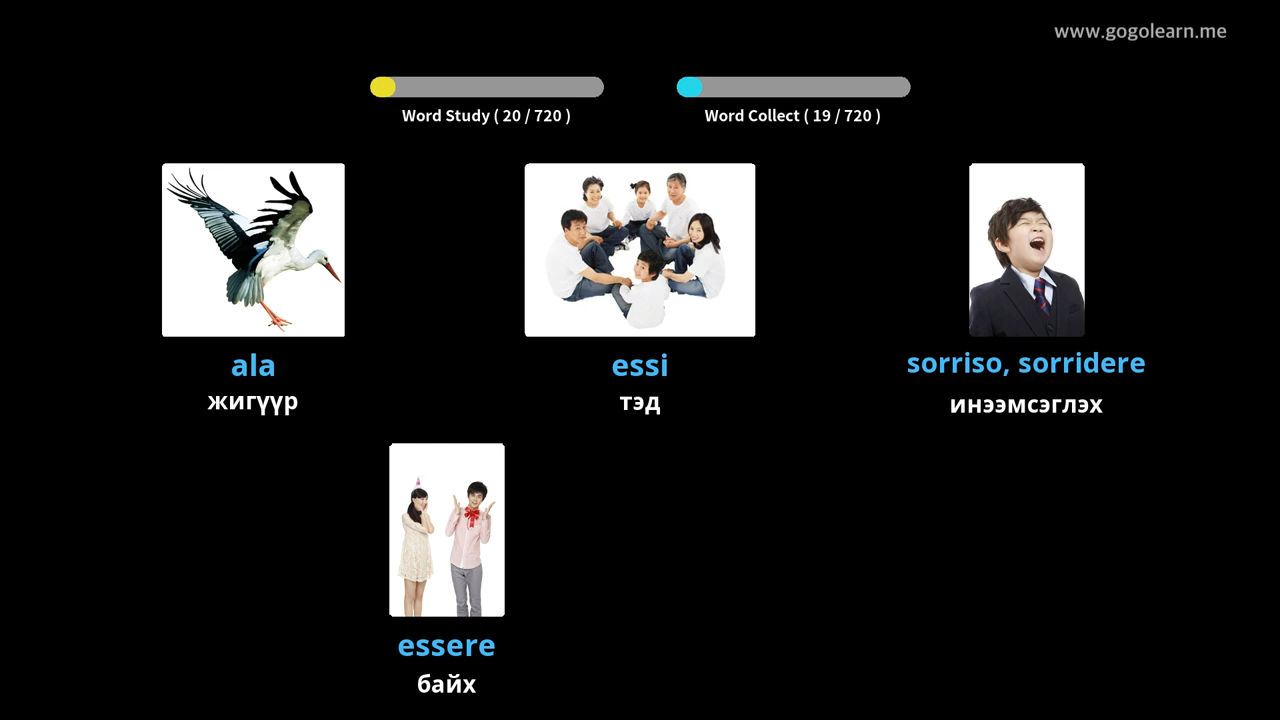 www.gogolearn.me
Word Study ( 20 / 720 )
Word Collect ( 19 / 720 )
ala
жигүүр
essi
тэд
sorriso, sorridere
инээмсэглэх
essere
байх